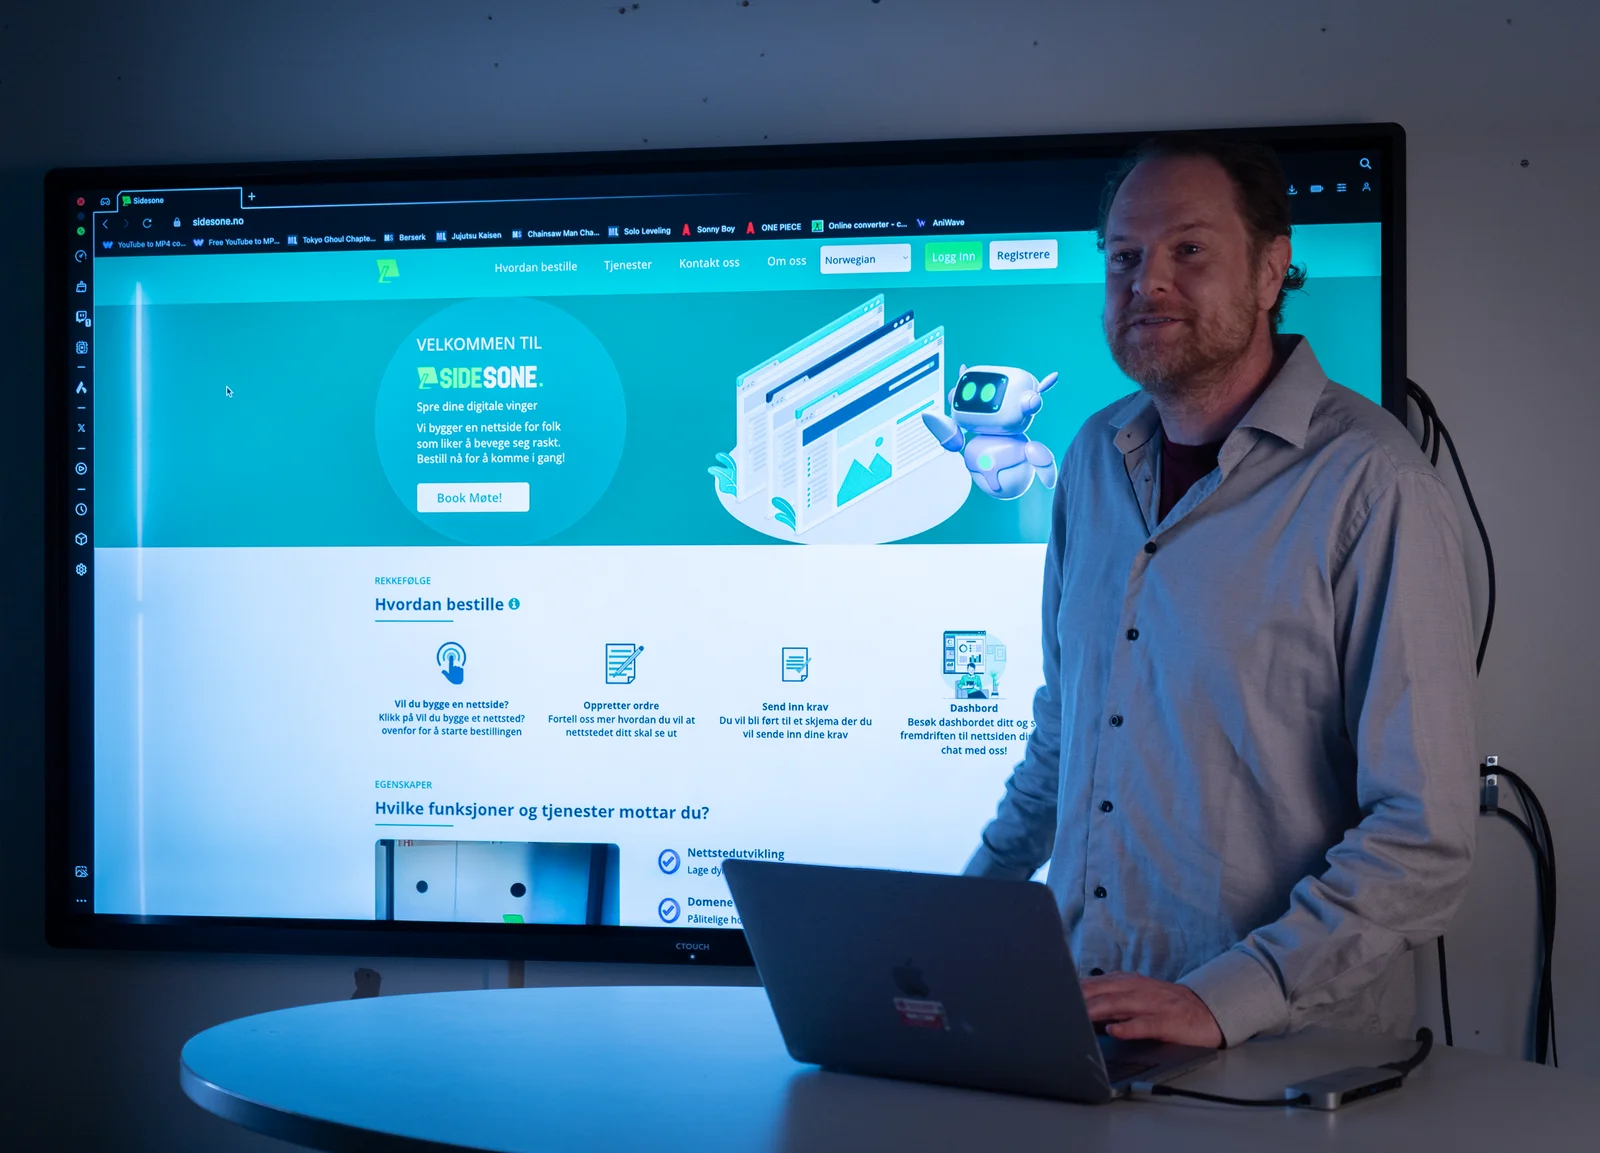 Sidesone
sidesone.no
YouTube to MP4 co...
Free YouTube to MP...
Tokyo Ghoul Chapte...
Berserk
Jujutsu Kaisen
Chainsaw Man Cha...
Solo Leveling
Sonny Boy
ONE PIECE
Online converter - c...
AniWave
Hvordan bestille
Tjenester
Kontakt oss
Om oss
Norwegian
Logg inn
Registrere
VELKOMMEN TIL
SIDESONE.
Spre dine digitale vinger
Vi bygger en nettside for folk
som liker å bevege seg raskt.
Bestill nå for å komme i gang!
Book Møte!
REKKEFØLGE
Hvordan bestille
Vil du bygge en nettside?
Klikk på Vil du bygge et nettsted?
ovenfor for å starte bestillingen
Oppretter ordre
Fortell oss mer hvordan du vil at
nettstedet ditt skal se ut
Send inn krav
Du vil bli ført til et skjema der du
vil sende inn dine krav
Dashbord
Besøk dashbordet ditt og s
fremdriften til nettsiden di
chat med oss!
EGENSKAPER
Hvilke funksjoner og tjenester mottar du?
Nettstedutvikling
Lage dy
Domene
Pålitelige ho
CTOUCH